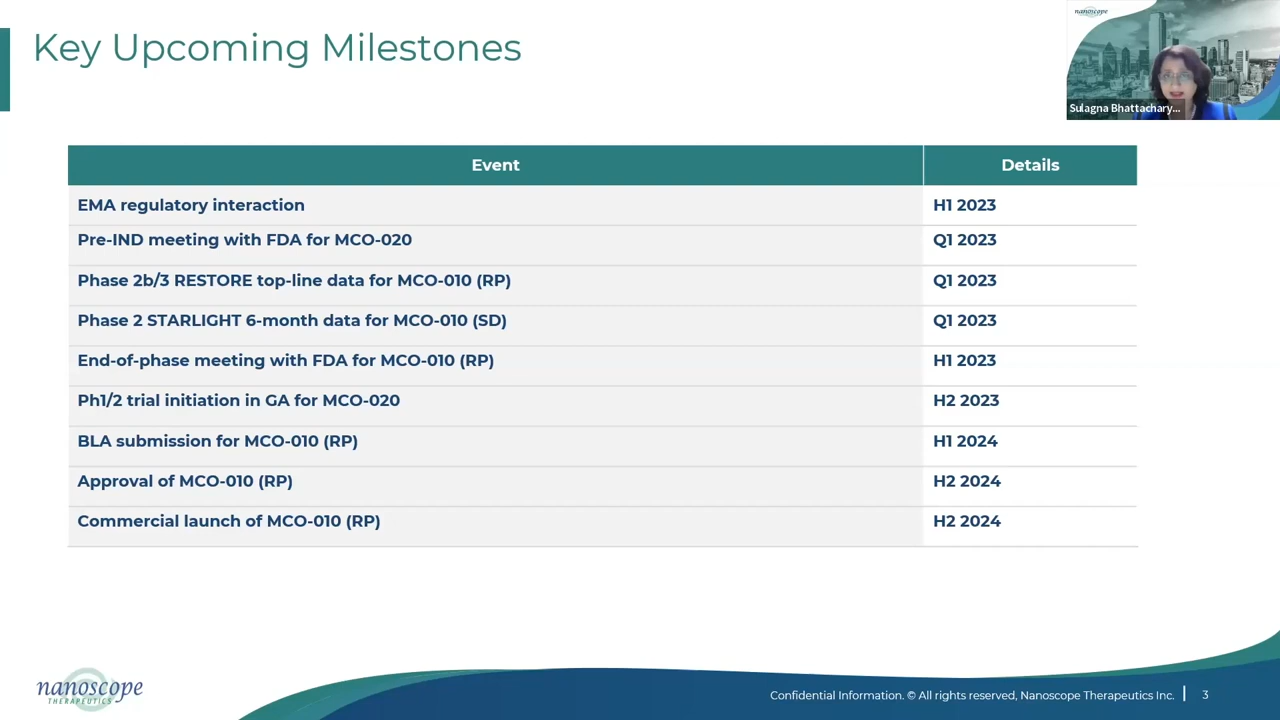 Key Upcoming Milestones
nanoscope
Sulagna Bhattachary...
Event Details
EMA regulatory interaction H1 2023
Pre-IND meeting with FDA for MCO-020 Q1 2023
Phase 2b/3 RESTORE top-line data for MCO-010 (RP) Q1 2023
Phase 2 STARLIGHT 6-month data for MCO-010 (SD) Q1 2023
End-of-phase meeting with FDA for MCO-010 (RP) H1 2023
Ph1/2 trial initiation in GA for MCO-020 H2 2023
BLA submission for MCO-010 (RP) H1 2024
Approval of MCO-010 (RP) H2 2024
Commercial launch of MCO-010 (RP) H2 2024
nanoscope
THERAPEUTICS
Confidential Information. © All rights reserved, Nanoscope Therapeutics Inc. | 3